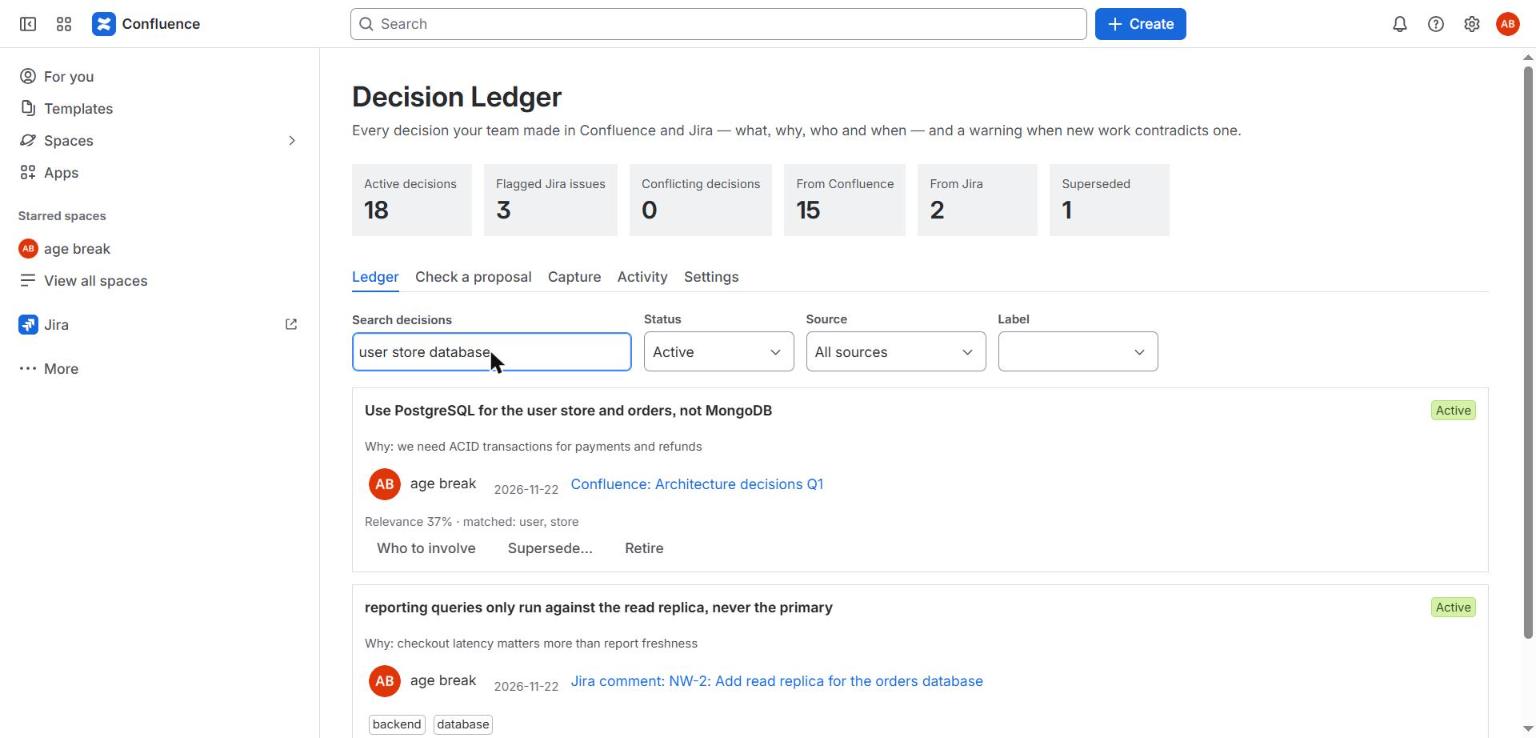 Confluence
Search
Create
AB
For you
Templates
Spaces
Apps
Starred spaces
AB age break
View all spaces
Jira
More
Decision Ledger
Every decision your team made in Confluence and Jira — what, why, who and when — and a warning when new work contradicts one.
Active decisions
18
Flagged Jira issues
3
Conflicting decisions
0
From Confluence
15
From Jira
2
Superseded
1
Ledger Check a proposal Capture Activity Settings
Search decisions Status Source Label
user store database Active All sources
Use PostgreSQL for the user store and orders, not MongoDB Active
Why: we need ACID transactions for payments and refunds
AB age break 2026-11-22 Confluence: Architecture decisions Q1
Relevance 37% · matched: user, store
Who to involve Supersede... Retire
reporting queries only run against the read replica, never the primary Active
Why: checkout latency matters more than report freshness
AB age break 2026-11-22 Jira comment: NW-2: Add read replica for the orders database
backend database